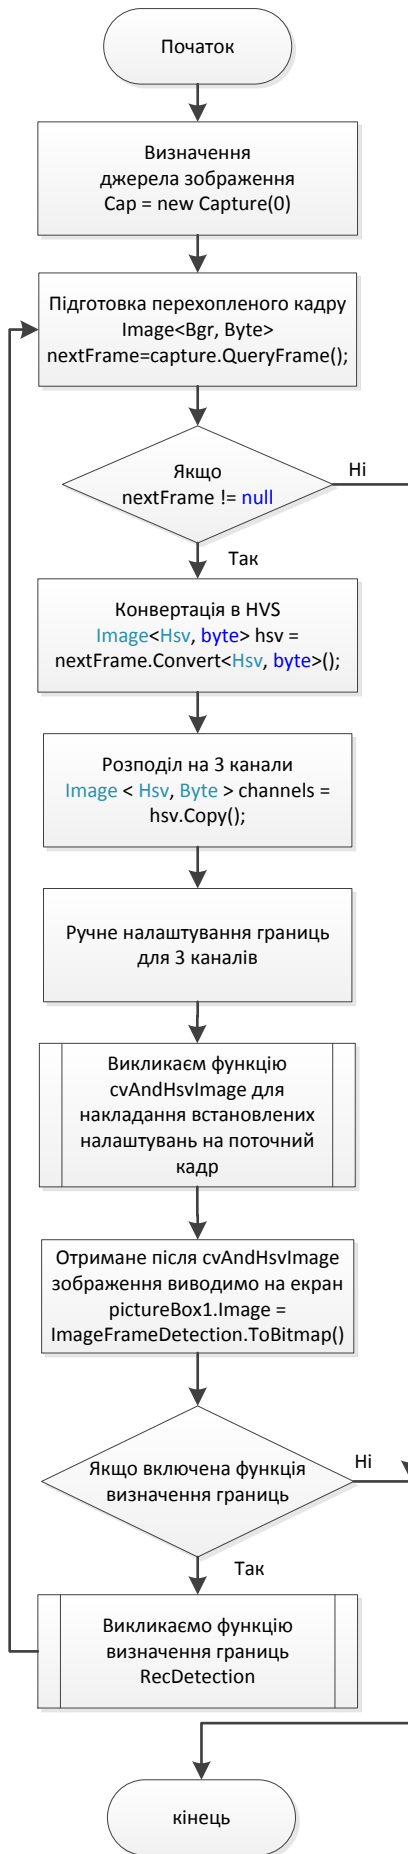 Початок
Визначення
джерела зображення
Cap = new Capture(0)
Підготовка перехопленого кадру
Image<Bgr, Byte>
nextFrame=capture.QueryFrame();
Якщо
nextFrame != null
Ні
Так
Конвертація в HVS
Image<Hsv, byte> hsv =
nextFrame.Convert<Hsv, byte>();
Розподіл на 3 канали
Image < Hsv, Byte > channels =
hsv.Copy();
Ручне налаштування границь
для 3 каналів
Викликаєм функцію
cvAndHsvImage для
накладання встановлених
налаштувань на поточний
кадр
Отримане після cvAndHsvImage
зображення виводимо на екран
pictureBox1.Image =
ImageFrameDetection.ToBitmap()
Якщо включена функція
визначення границь
Ні
Так
Викликаємо функцію
визначення границь
RecDetection
кінець